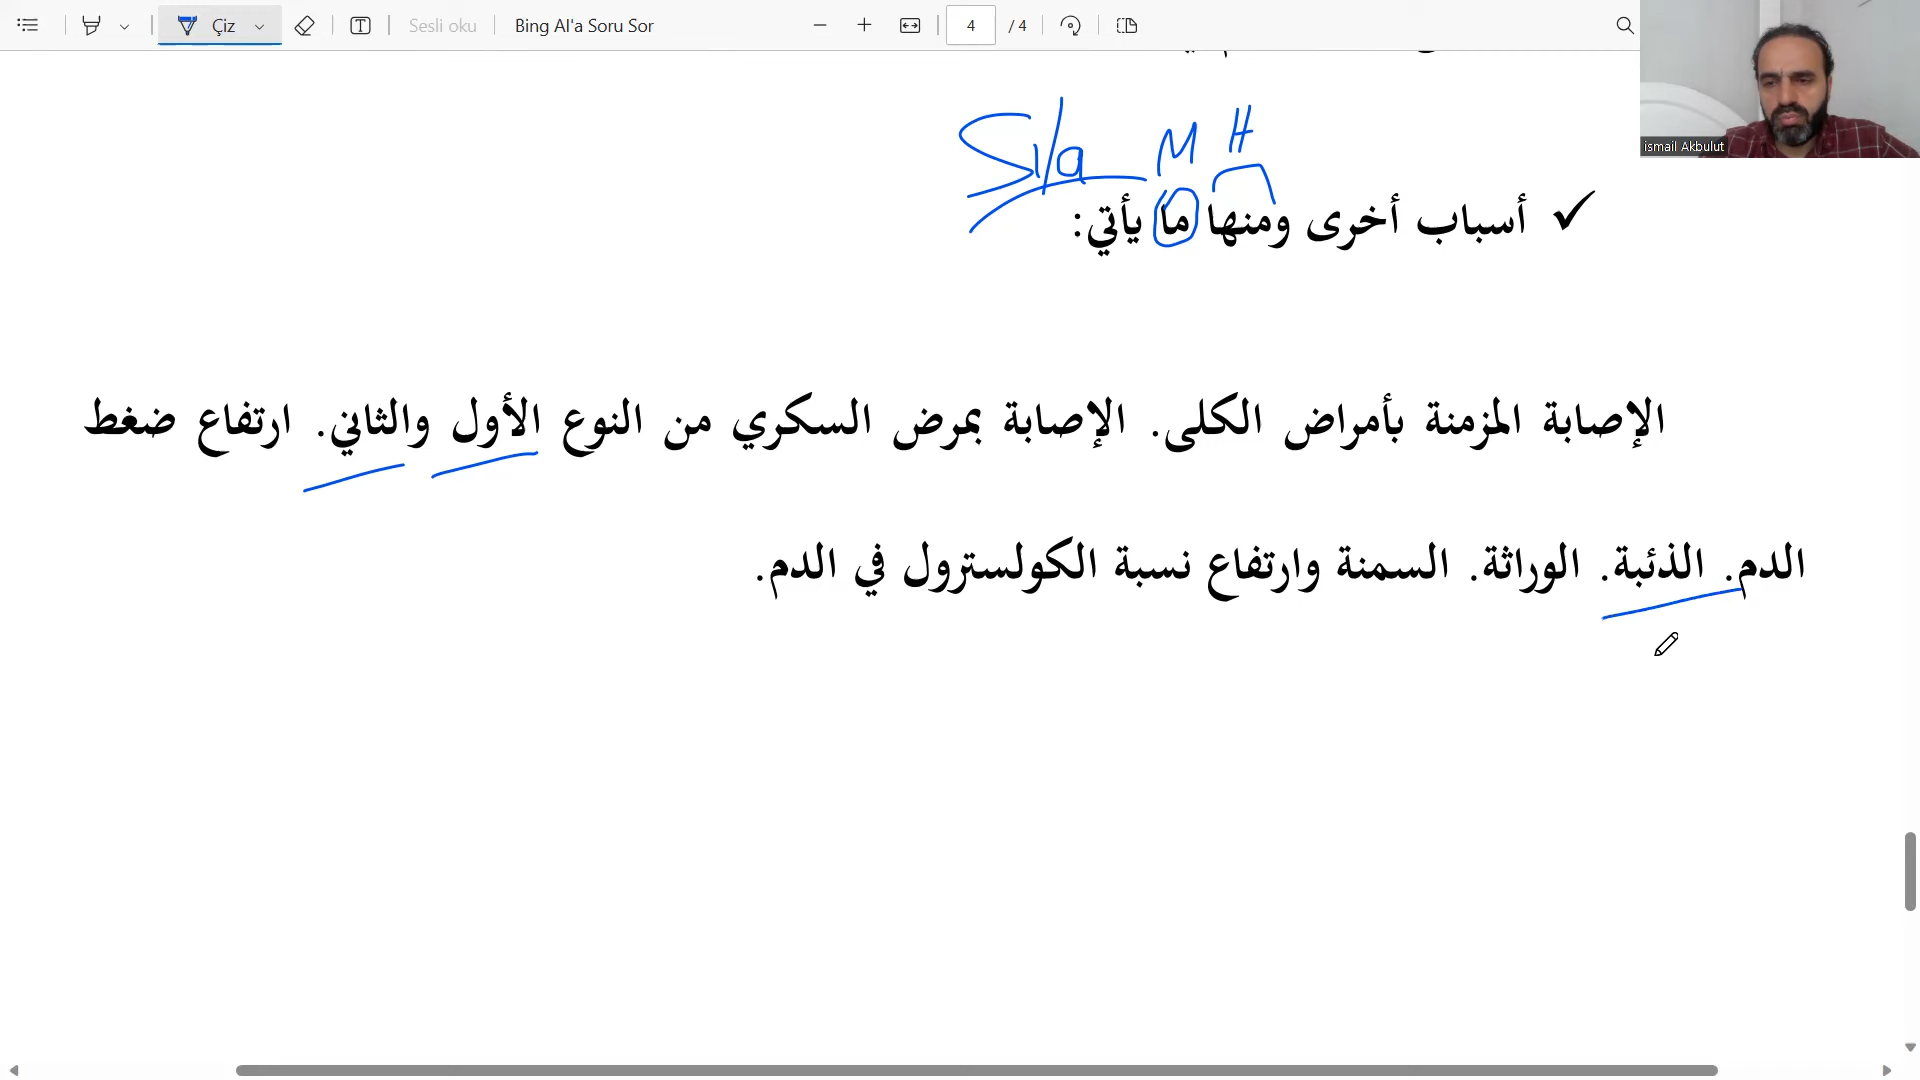 Çiz
Sesli oku
Bing AI'a Soru Sor
4 / 4
ismail Akbulut
Sıla M H
✓ أسباب أخرى ومنها ما يأتي:
الإصابة المزمنة بأمراض الكلى. الإصابة بمرض السكري من النوع الأول والثاني. ارتفاع ضغط
الدم. الذئبة. الوراثة. السمنة وارتفاع نسبة الكولسترول في الدم.